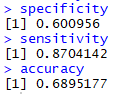 > specificity
[1] 0.600956
> sensitivity
[1] 0.8704142
> accuracy
[1] 0.6895177